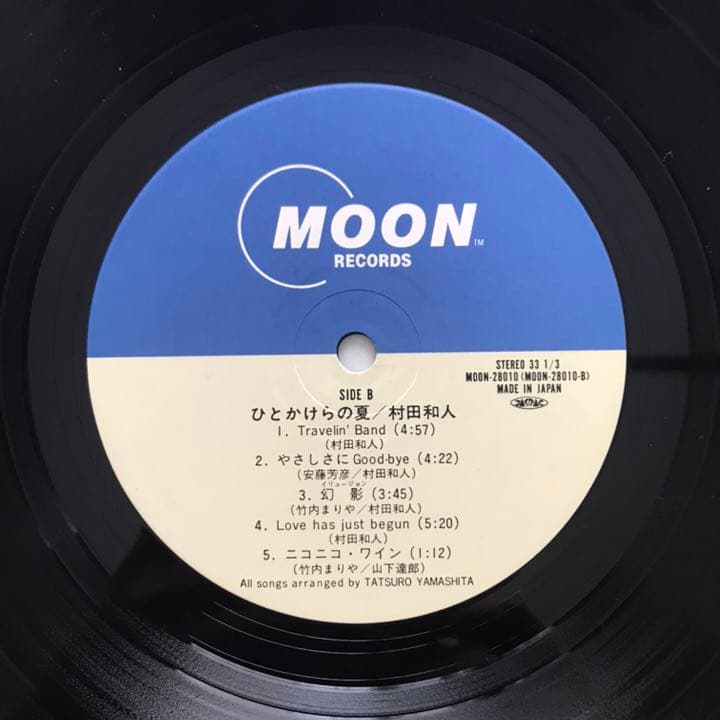 MOON™
RECORDS
STEREO 33 1/3
MOON-28010 (MOON-28010-B)
MADE IN JAPAN
SIDE B
ひとかけらの夏／村田和人
1. Travelin' Band (4:57)
(村田和人)
2. やさしさに Good-bye (4:22)
(安藤芳彦／村田和人)
イリュージョン
3. 幻 影 (3:45)
(竹内まりや／村田和人)
4. Love has just begun (5:20)
(村田和人)
5. ニコニコ・ワイン (1:12)
(竹内まりや／山下達郎)
All songs arranged by TATSURO YAMASHITA